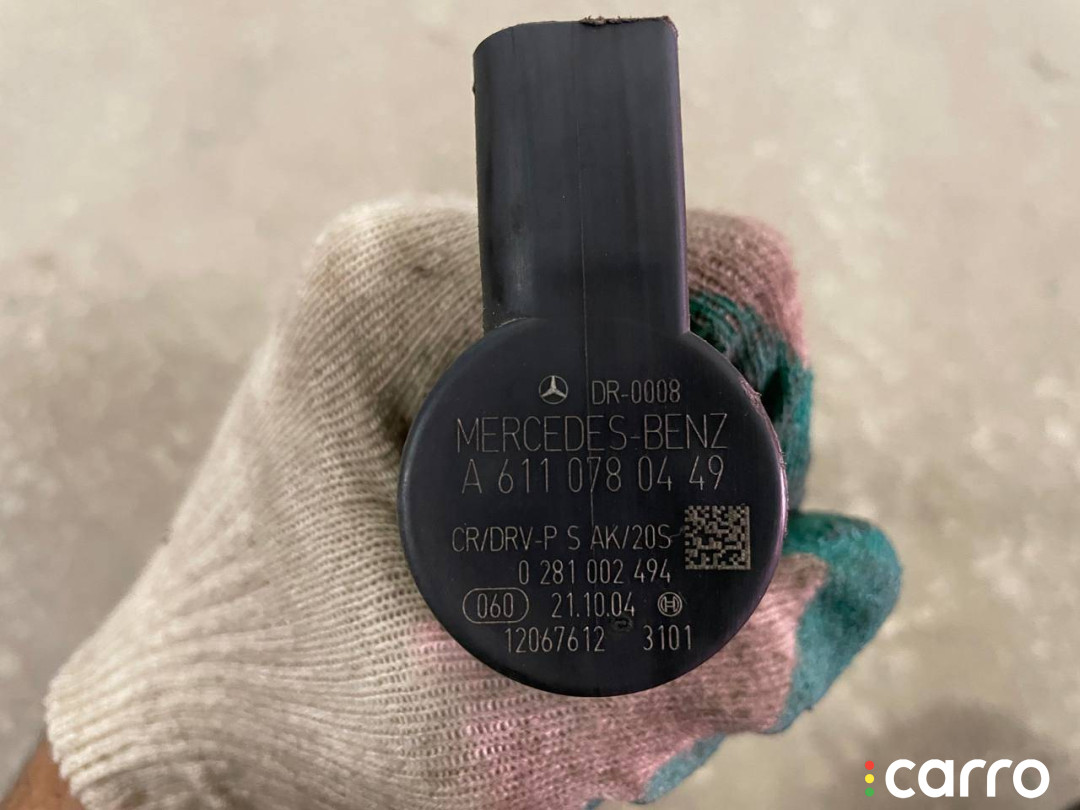 DR-0008
MERCEDES-BENZ
A 611 078 04 49
CR/DRV-P S AK/20S
0 281 002 494
060 21.10.04
12067612 3101
carro